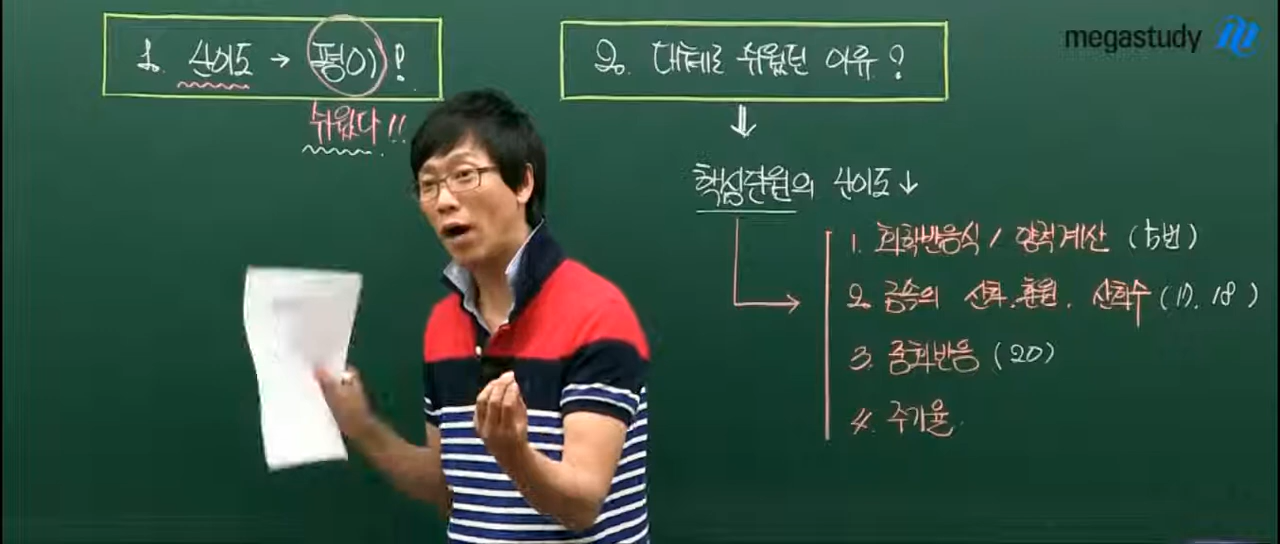 1. 난이도 → 평이!
쉬웠다!!
2. 대체로 쉬웠던 이유?
megastudy
핵심단원의 난이도↓
1. 화학반응식 / 양적계산 (15번)
2. 금속의 산화.환원. 산화수 (17, 18)
3. 중화반응 (20)
4. 주기율